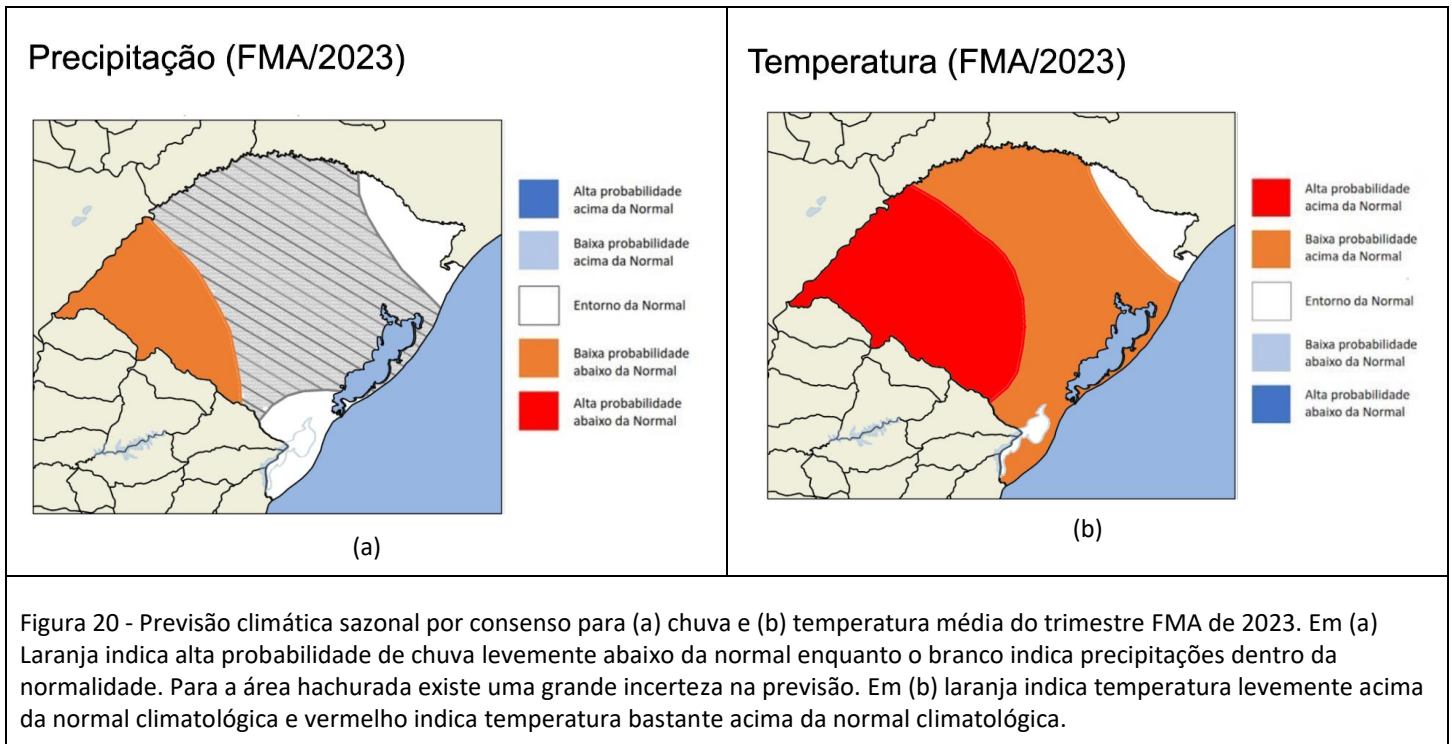 Precipitação (FMA/2023)
Alta probabilidade
acima da Normal
Baixa probabilidade
acima da Normal
Entorno da Normal
Baixa probabilidade
abaixo da Normal
Alta probabilidade
abaixo da Normal
(a)
Temperatura (FMA/2023)
Alta probabilidade
acima da Normal
Baixa probabilidade
acima da Normal
Entorno da Normal
Baixa probabilidade
abaixo da Normal
Alta probabilidade
abaixo da Normal
(b)
Figura 20 - Previsão climática sazonal por consenso para (a) chuva e (b) temperatura média do trimestre FMA de 2023. Em (a)
Laranja indica alta probabilidade de chuva levemente abaixo da normal enquanto o branco indica precipitações dentro da
normalidade. Para a área hachurada existe uma grande incerteza na previsão. Em (b) laranja indica temperatura levemente acima
da normal climatológica e vermelho indica temperatura bastante acima da normal climatológica.